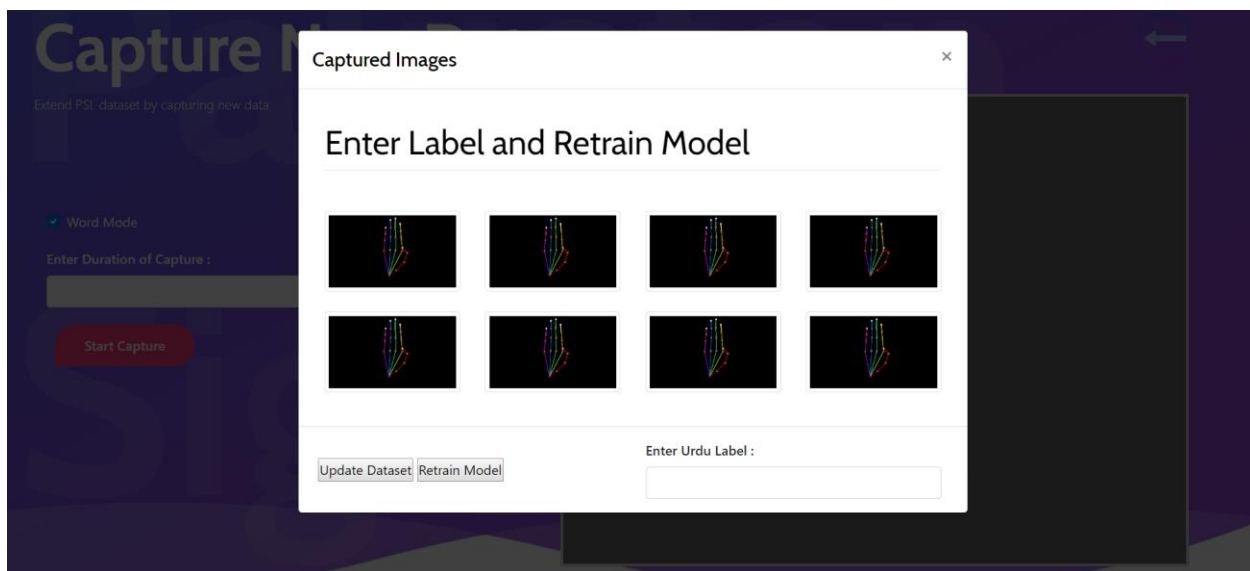 Capture N
Extend PSL dataset by capturing new data
Word Mode
Enter Duration of Capture :
Start Capture
Captured Images
×
Enter Label and Retrain Model
Update Dataset Retrain Model
Enter Urdu Label :